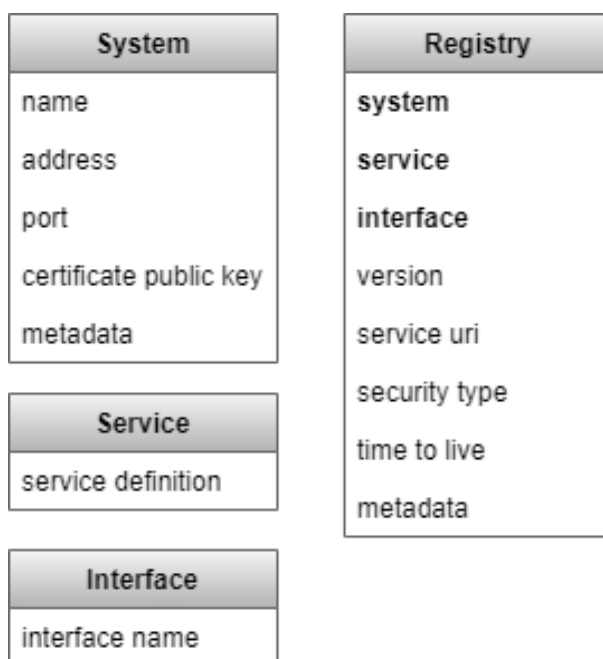 System
name
address
port
certificate public key
metadata
Service
service definition
Interface
interface name
Registry
system
service
interface
version
service uri
security type
time to live
metadata